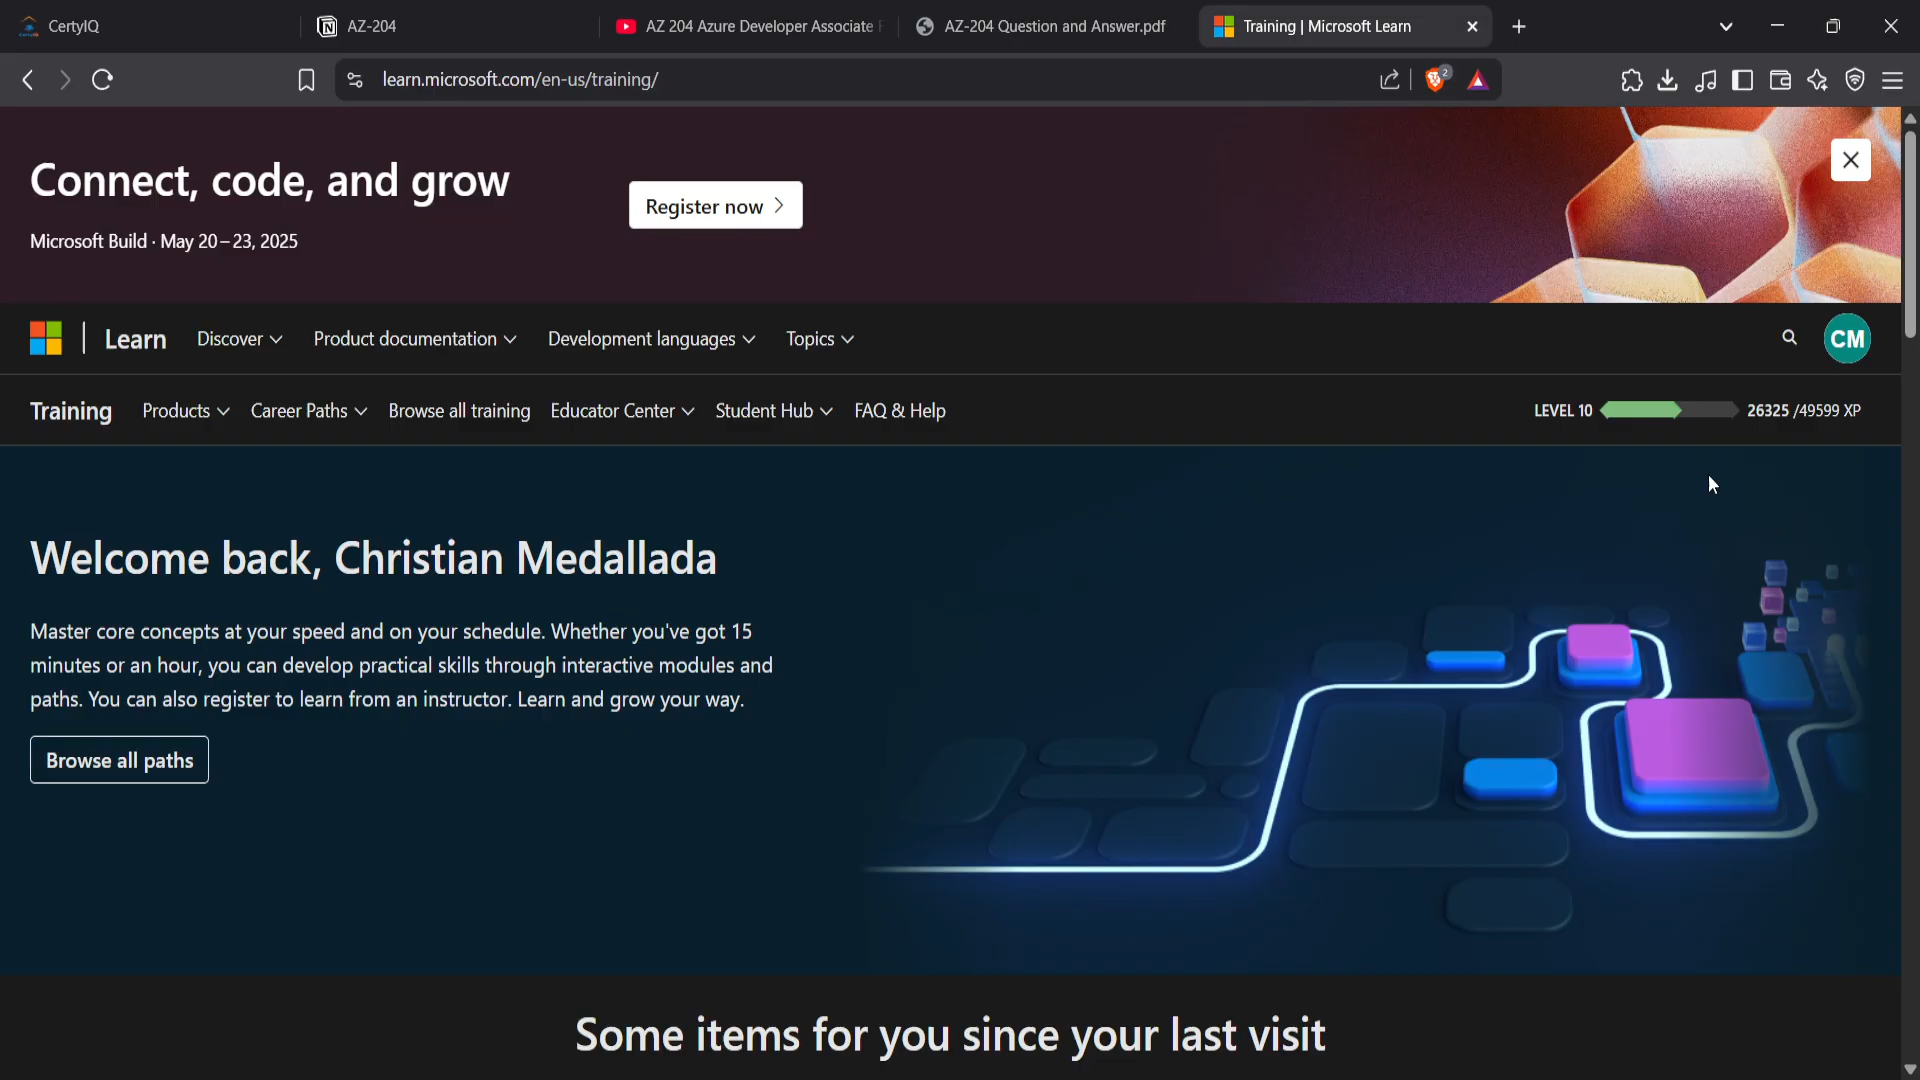 CertyIQ
AZ-204
AZ 204 Azure Developer Associate
AZ-204 Question and Answer.pdf
Training | Microsoft Learn
learn.microsoft.com/en-us/training/
2
Connect, code, and grow
Microsoft Build · May 20–23, 2025
Register now
Learn
Discover
Product documentation
Development languages
Topics
CM
Training
Products
Career Paths
Browse all training
Educator Center
Student Hub
FAQ & Help
LEVEL 10
26325 /49599 XP
Welcome back, Christian Medallada
Master core concepts at your speed and on your schedule. Whether you've got 15
minutes or an hour, you can develop practical skills through interactive modules and
paths. You can also register to learn from an instructor. Learn and grow your way.
Browse all paths
Some items for you since your last visit